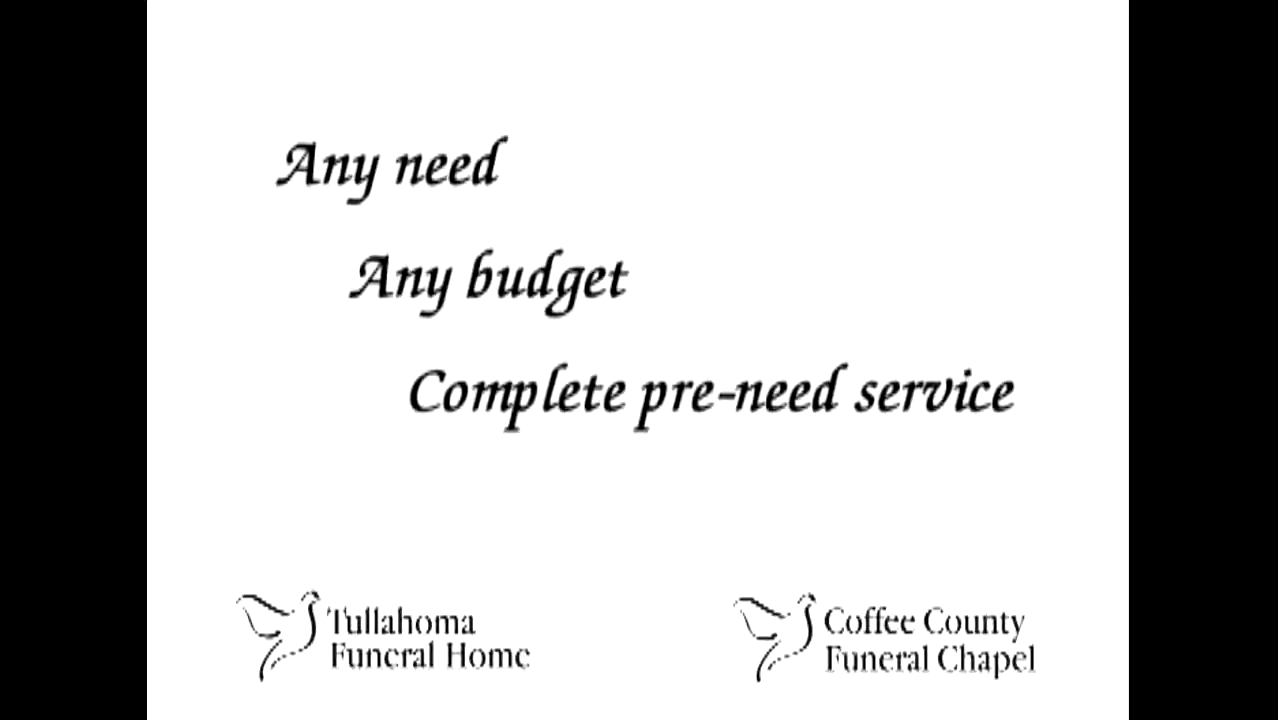 Any need
Any budget
Complete pre-need service
Tullahoma
Funeral Home
Coffee County
Funeral Chapel